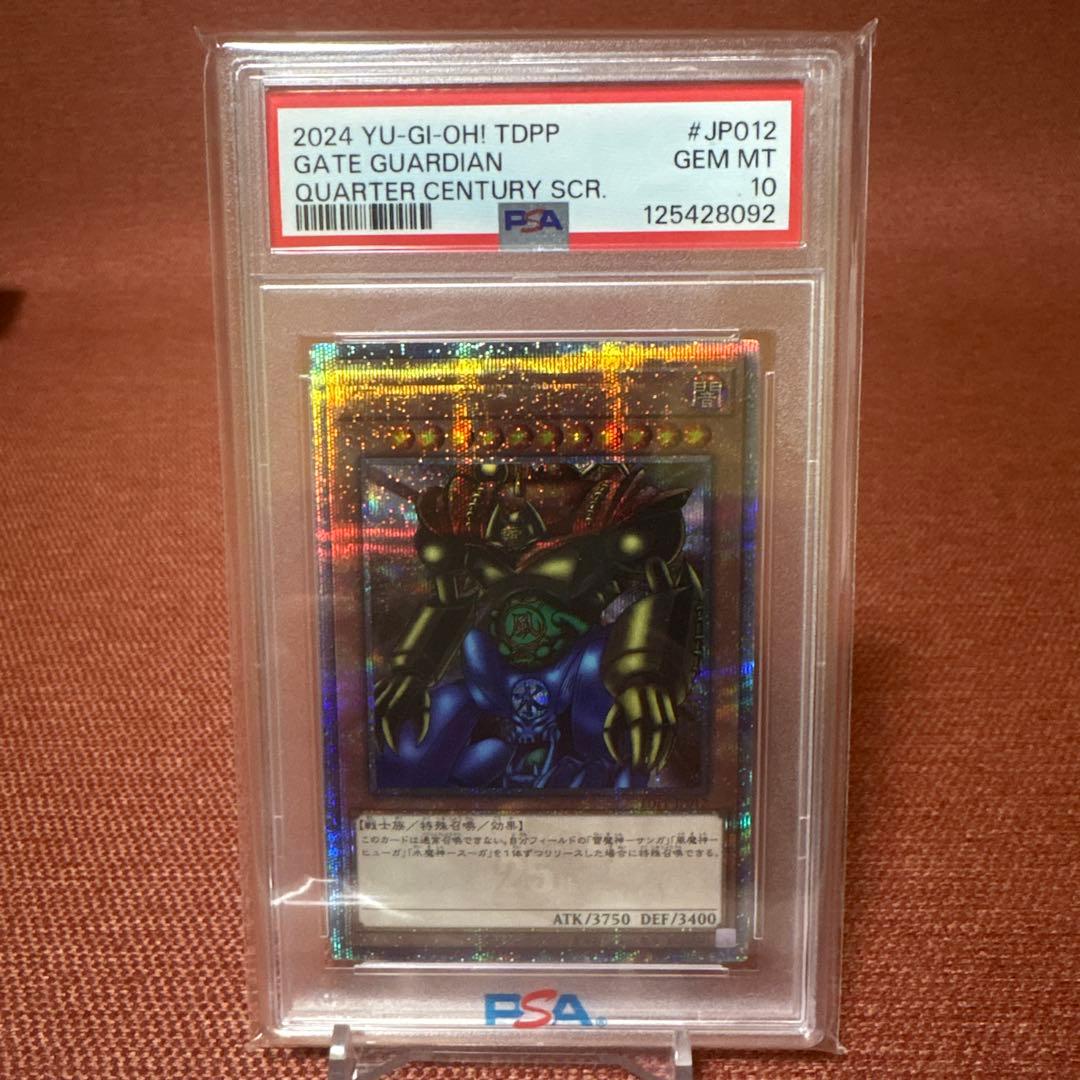 2024 YU-GI-OH! TDPP #JP012
GATE GUARDIAN GEM MT
QUARTER CENTURY SCR. 10
PSA 125428092
闇
風
水
【戦士族/特殊召喚/効果】
このカードは通常召喚できない。自分フィールドの「雷魔神-サンガ」「風魔神-
ヒューガ」「水魔神-スーガ」を1体ずつリリースした場合に特殊召喚できる。
25th
ATK/3750 DEF/3400
PSA®